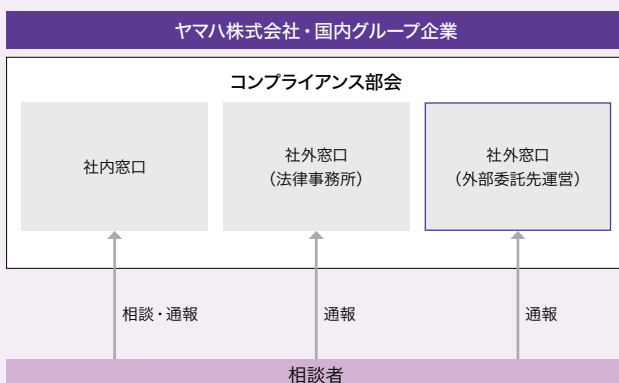 ヤマハ株式会社・国内グループ企業
コンプライアンス部会
社内窓口
社外窓口
（法律事務所）
社外窓口
（外部委託先運営）
相談・通報
通報
通報
相談者